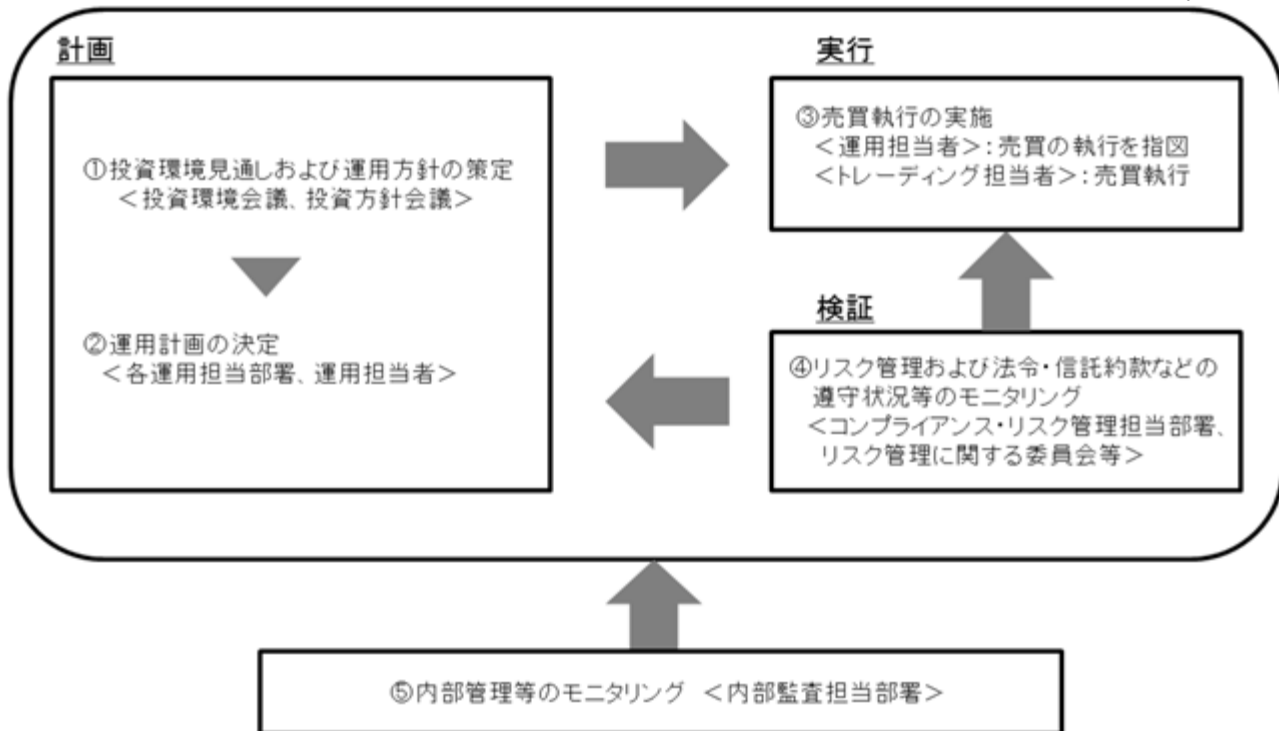 計画
①投資環境見通しおよび運用方針の策定
＜投資環境会議、投資方針会議＞
②運用計画の決定
＜各運用担当部署、運用担当者＞
実行
③売買執行の実施
＜運用担当者＞：売買の執行を指図
＜トレーディング担当者＞：売買執行
検証
④リスク管理および法令・信託約款などの
遵守状況等のモニタリング
＜コンプライアンス・リスク管理担当部署、
リスク管理に関する委員会等＞
⑤内部管理等のモニタリング ＜内部監査担当部署＞